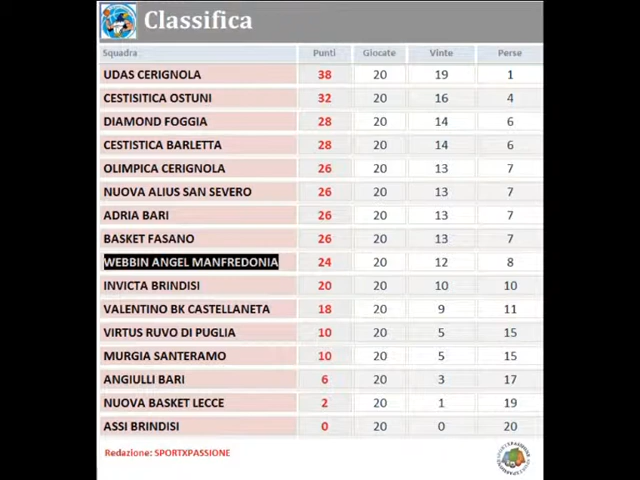 Classifica
Squadra Punti Giocate Vinte Perse
UDAS CERIGNOLA 38 20 19 1
CESTISITICA OSTUNI 32 20 16 4
DIAMOND FOGGIA 28 20 14 6
CESTISTICA BARLETTA 28 20 14 6
OLIMPICA CERIGNOLA 26 20 13 7
NUOVA ALIUS SAN SEVERO 26 20 13 7
ADRIA BARI 26 20 13 7
BASKET FASANO 26 20 13 7
WEBBIN ANGEL MANFREDONIA 24 20 12 8
INVICTA BRINDISI 20 20 10 10
VALENTINO BK CASTELLANETA 18 20 9 11
VIRTUS RUVO DI PUGLIA 10 20 5 15
MURGIA SANTERAMO 10 20 5 15
ANGIULLI BARI 6 20 3 17
NUOVA BASKET LECCE 2 20 1 19
ASSI BRINDISI 0 20 0 20
Redazione: SPORTXPASSIONE